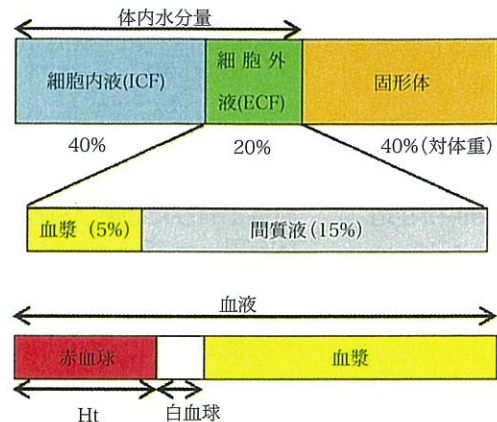 体内水分量
細胞内液(ICF)
細胞外
液(ECF)
固形体
40%
20%
40%(対体重)
血漿 (5%)
間質液(15%)
血液
赤血球
血漿
Ht
白血球